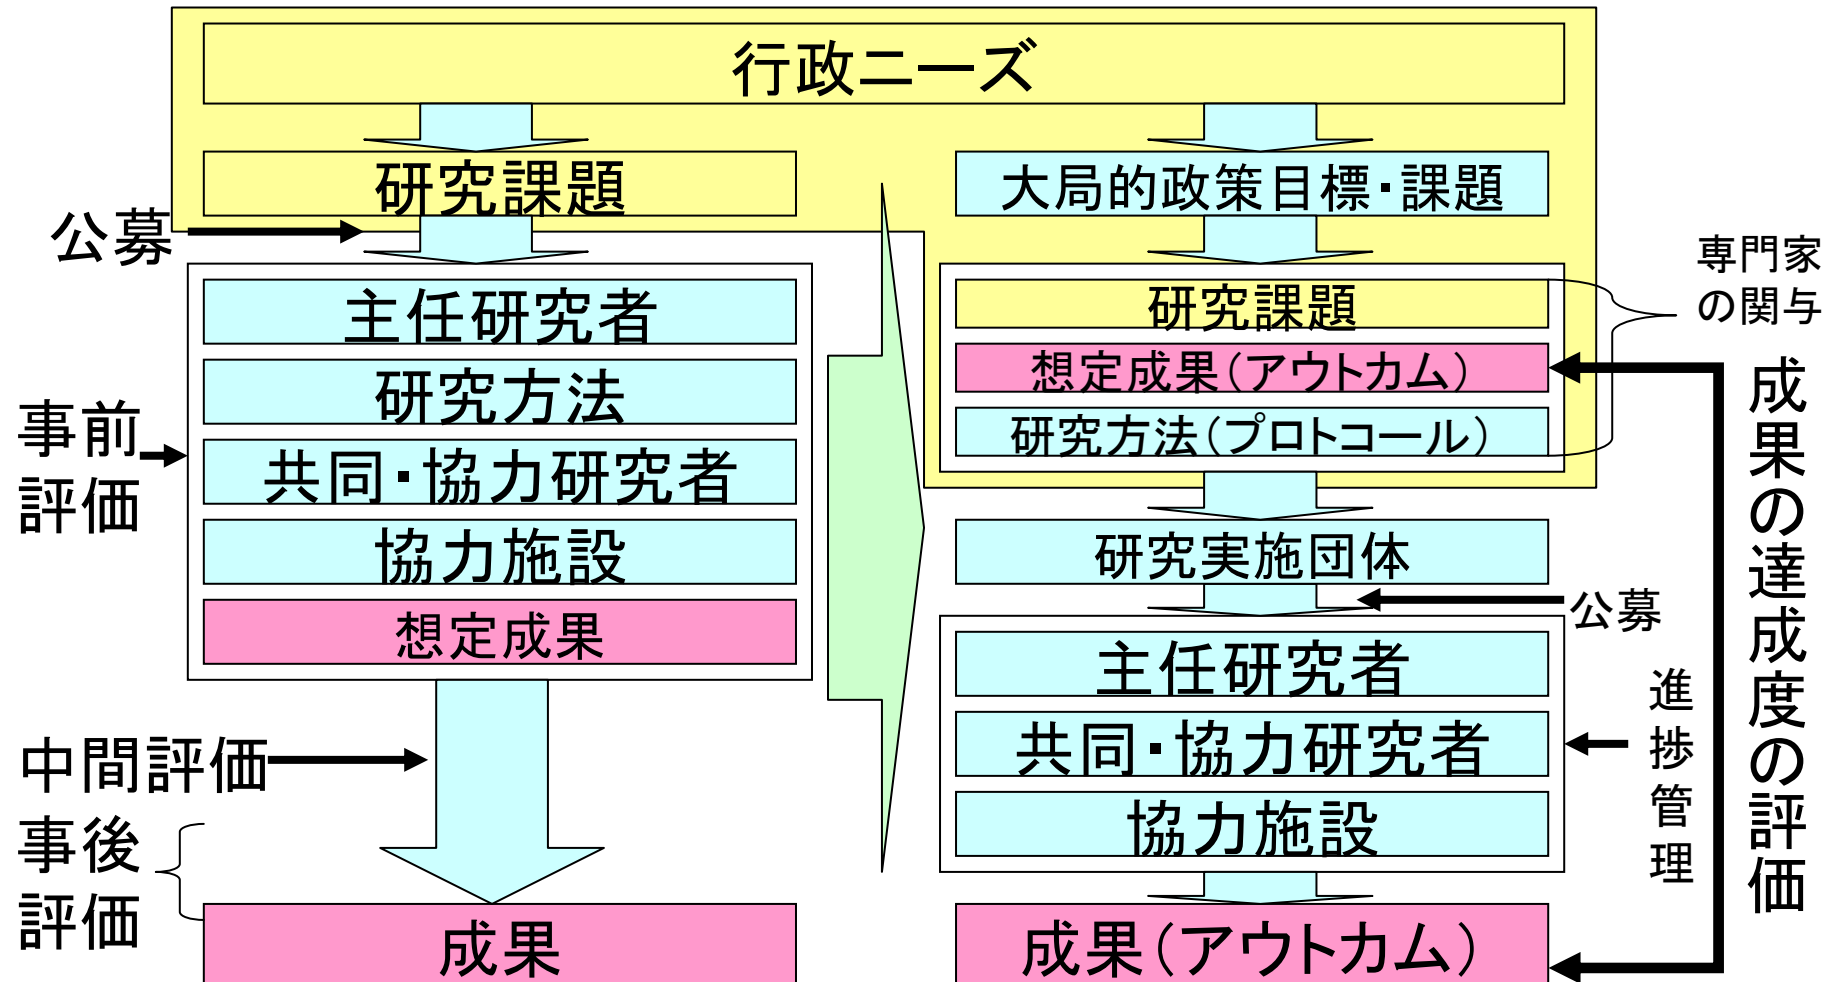 行政ニーズ
研究課題
公募
主任研究者
研究方法
共同・協力研究者
協力施設
想定成果
事前
評価
中間評価
事後
評価
成果
大局的政策目標・課題
研究課題
想定成果(アウトカム)
研究方法(プロトコール)
専門家
の関与
研究実施団体
公募
主任研究者
共同・協力研究者
協力施設
進捗管理
成果(アウトカム)
成果の達成度の評価